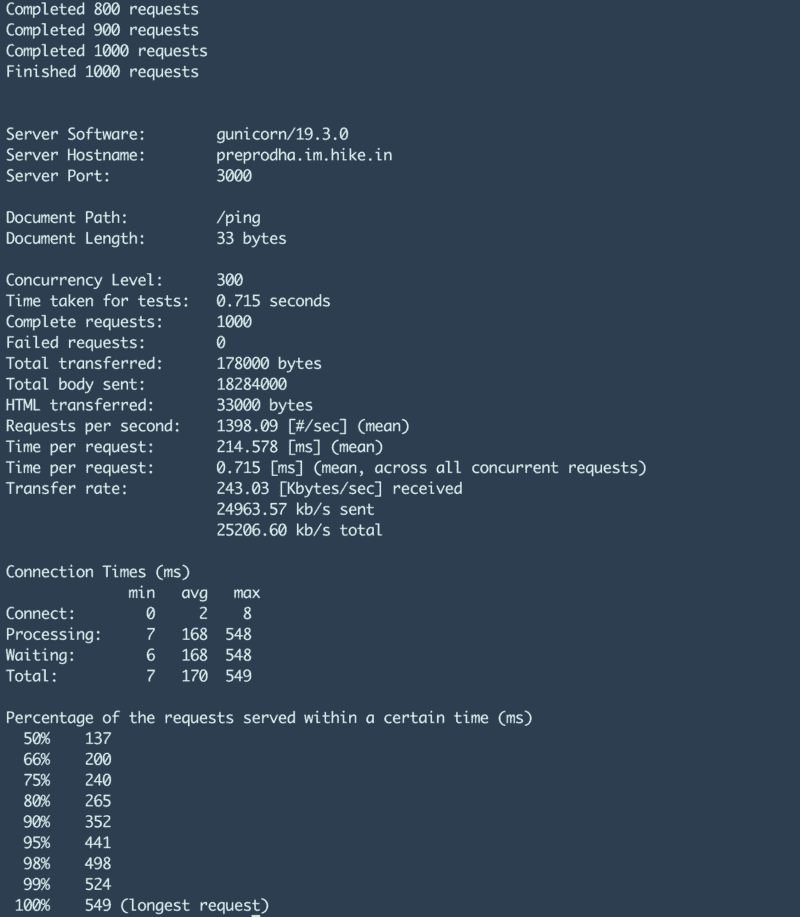 Completed 800 requests
Completed 900 requests
Completed 1000 requests
Finished 1000 requests
Server Software: gunicorn/19.3.0
Server Hostname: preprodha.im.hike.in
Server Port: 3000
Document Path: /ping
Document Length: 33 bytes
Concurrency Level: 300
Time taken for tests: 0.715 seconds
Complete requests: 1000
Failed requests: 0
Total transferred: 178000 bytes
Total body sent: 18284000
HTML transferred: 33000 bytes
Requests per second: 1398.09 [#/sec] (mean)
Time per request: 214.578 [ms] (mean)
Time per request: 0.715 [ms] (mean, across all concurrent requests)
Transfer rate: 243.03 [Kbytes/sec] received
24963.57 kb/s sent
25206.60 kb/s total
Connection Times (ms)
min avg max
Connect: 0 2 8
Processing: 7 168 548
Waiting: 6 168 548
Total: 7 170 549
Percentage of the requests served within a certain time (ms)
50% 137
66% 200
75% 240
80% 265
90% 352
95% 441
98% 498
99% 524
100% 549 (longest request)